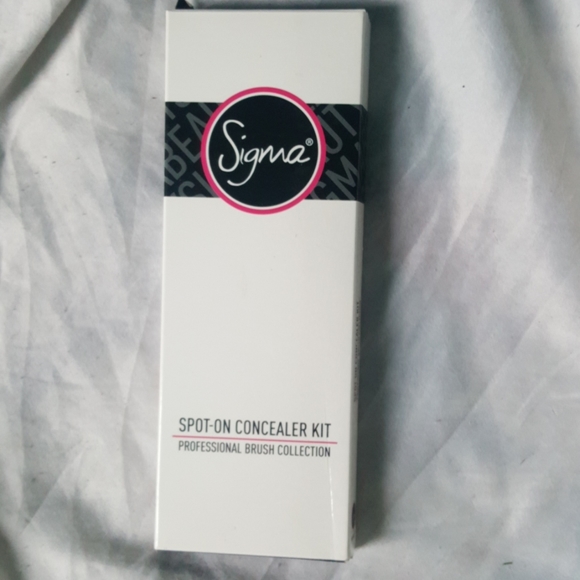 Sigma®
SPOT-ON CONCEALER KIT
PROFESSIONAL BRUSH COLLECTION